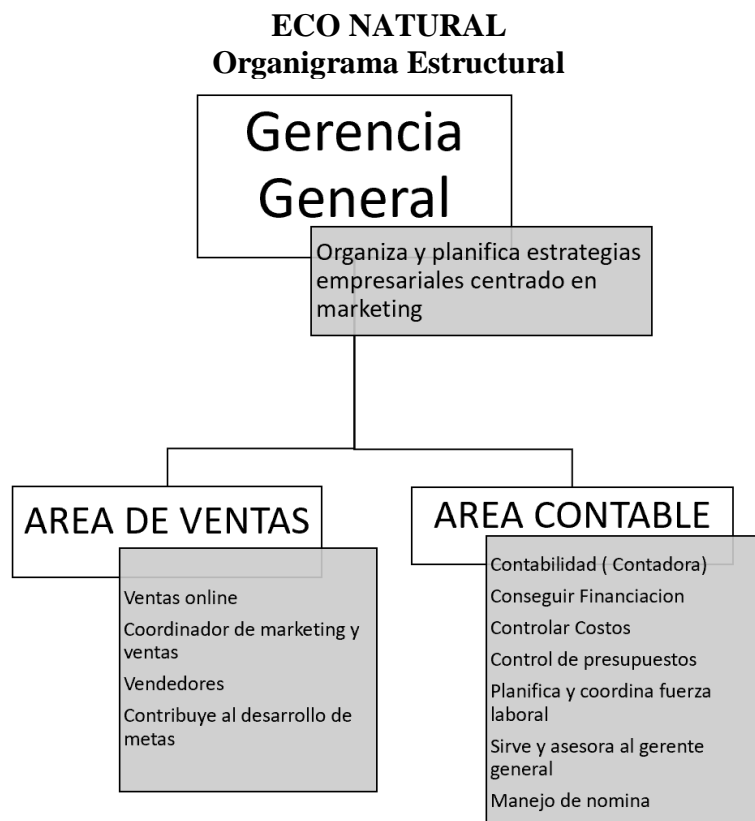 ECO NATURAL
Organigrama Estructural
Gerencia
General
Organiza y planifica estrategias
empresariales centrado en
marketing
AREA DE VENTAS
Ventas online
Coordinador de marketing y
ventas
Vendedores
Contribuye al desarrollo de
metas
AREA CONTABLE
Contabilidad ( Contadora)
Conseguir Financiacion
Controlar Costos
Control de presupuestos
Planifica y coordina fuerza
laboral
Sirve y asesora al gerente
general
Manejo de nomina